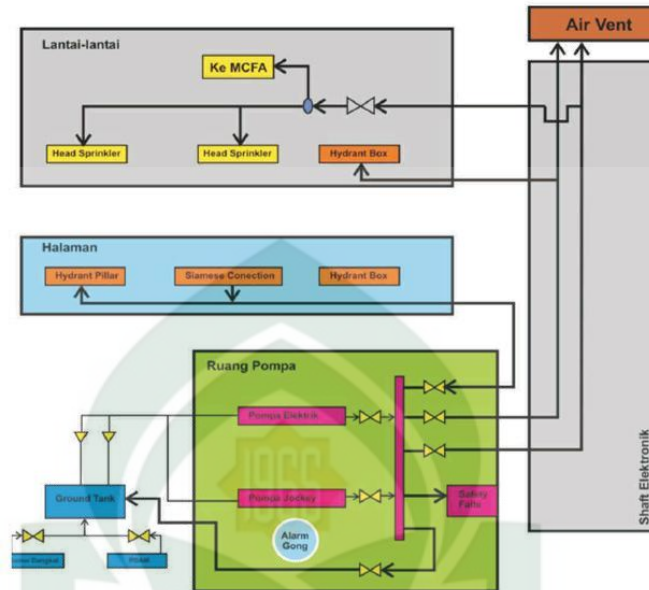 Air Vent
Lantai-lantai
Ke MCFA
Head Sprinkler
Head Sprinkler
Hydrant Box
Halaman
Hydrant Pillar
Siamese Conection
Hydrant Box
Ruang Pompa
Pompa Elektrik
Pompa Jockey
Ground Tank
Alarm
Gong
1966
PDAM
Shaft Elektronik